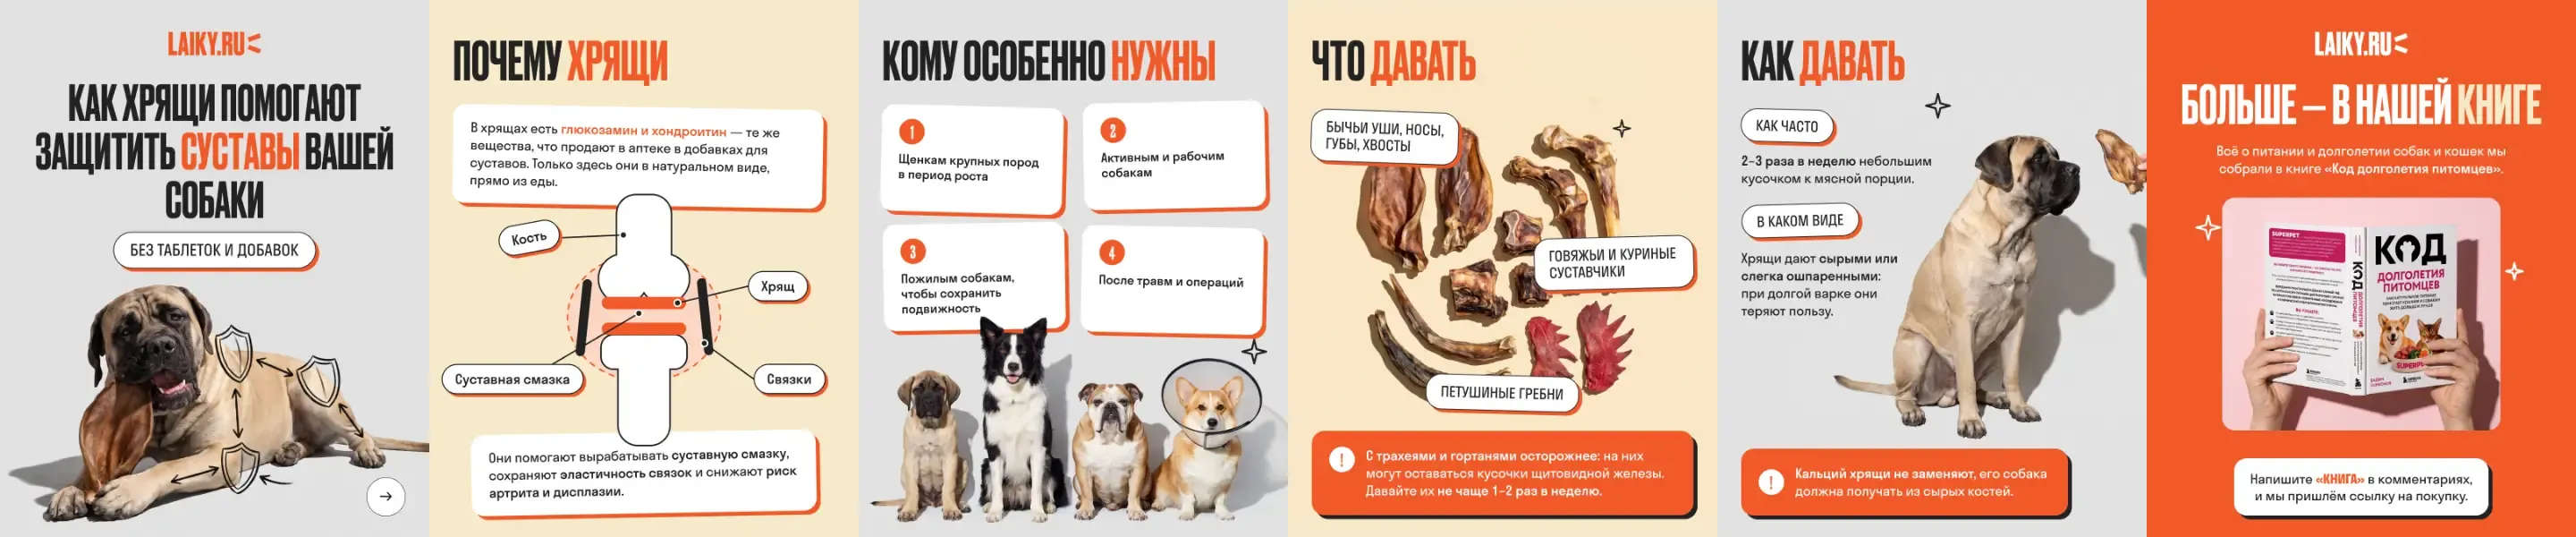 LAIKY.RU
КАК ХРЯЩИ ПОМОГАЮТ
ЗАЩИТИТЬ СУСТАВЫ ВАШЕЙ
СОБАКИ
БЕЗ ТАБЛЕТОК И ДОБАВОК
ПОЧЕМУ ХРЯЩИ
В хрящах есть глюкозамин и хондроитин — те же
вещества, что продают в аптеке в добавках для
суставов. Только здесь они в натуральном виде,
прямо из еды.
Кость
Хрящ
Суставная смазка
Связки
Они помогают вырабатывать суставную смазку,
сохраняют эластичность связок и снижают риск
артрита и дисплазии.
КОМУ ОСОБЕННО НУЖНЫ
1
Щенкам крупных пород
в период роста
2
Активным и рабочим
собакам
3
Пожилым собакам,
чтобы сохранить
подвижность
4
После травм и операций
ЧТО ДАВАТЬ
БЫЧЬИ УШИ, НОСЫ,
ГУБЫ, ХВОСТЫ
ГОВЯЖЬИ И КУРИНЫЕ
СУСТАВЧИКИ
ПЕТУШИНЫЕ ГРЕБНИ
!
С трахеями и гортанями осторожнее: на них
могут оставаться кусочки щитовидной железы.
Давайте их не чаще 1–2 раз в неделю.
КАК ДАВАТЬ
КАК ЧАСТО
2–3 раза в неделю небольшим
кусочком к мясной порции.
В КАКОМ ВИДЕ
Хрящи дают сырыми или
слегка ошпаренными:
при долгой варке они
теряют пользу.
!
Кальций хрящи не заменяют, его собака
должна получать из сырых костей.
LAIKY.RU
БОЛЬШЕ — В НАШЕЙ КНИГЕ
Всё о питании и долголетии собак и кошек мы
собрали в книге «Код долголетия питомцев».
SUPERPET
КОД
ДОЛГОЛЕТИЯ
ПИТОМЦЕВ
SUPERPET
Напишите «КНИГА» в комментариях,
и мы пришлём ссылку на покупку.